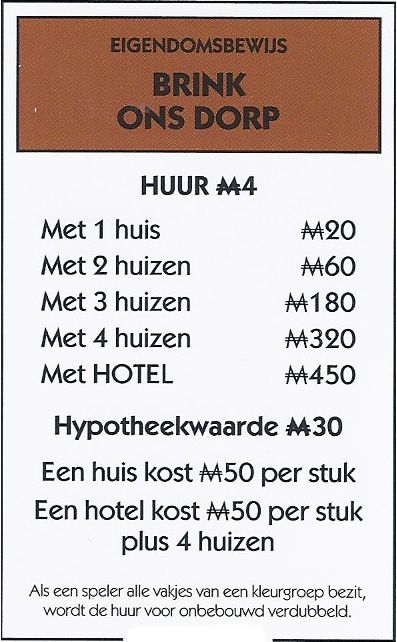 EIGENDOMSBEWIJS
BRINK
ONS DORP
HUUR ₩4
Met 1 huis ₩20
Met 2 huizen ₩60
Met 3 huizen ₩180
Met 4 huizen ₩320
Met HOTEL ₩450
Hypotheekwaarde ₩30
Een huis kost ₩50 per stuk
Een hotel kost ₩50 per stuk
plus 4 huizen
Als een speler alle vakjes van een kleurgroep bezit,
wordt de huur voor onbebouwd verdubbeld.